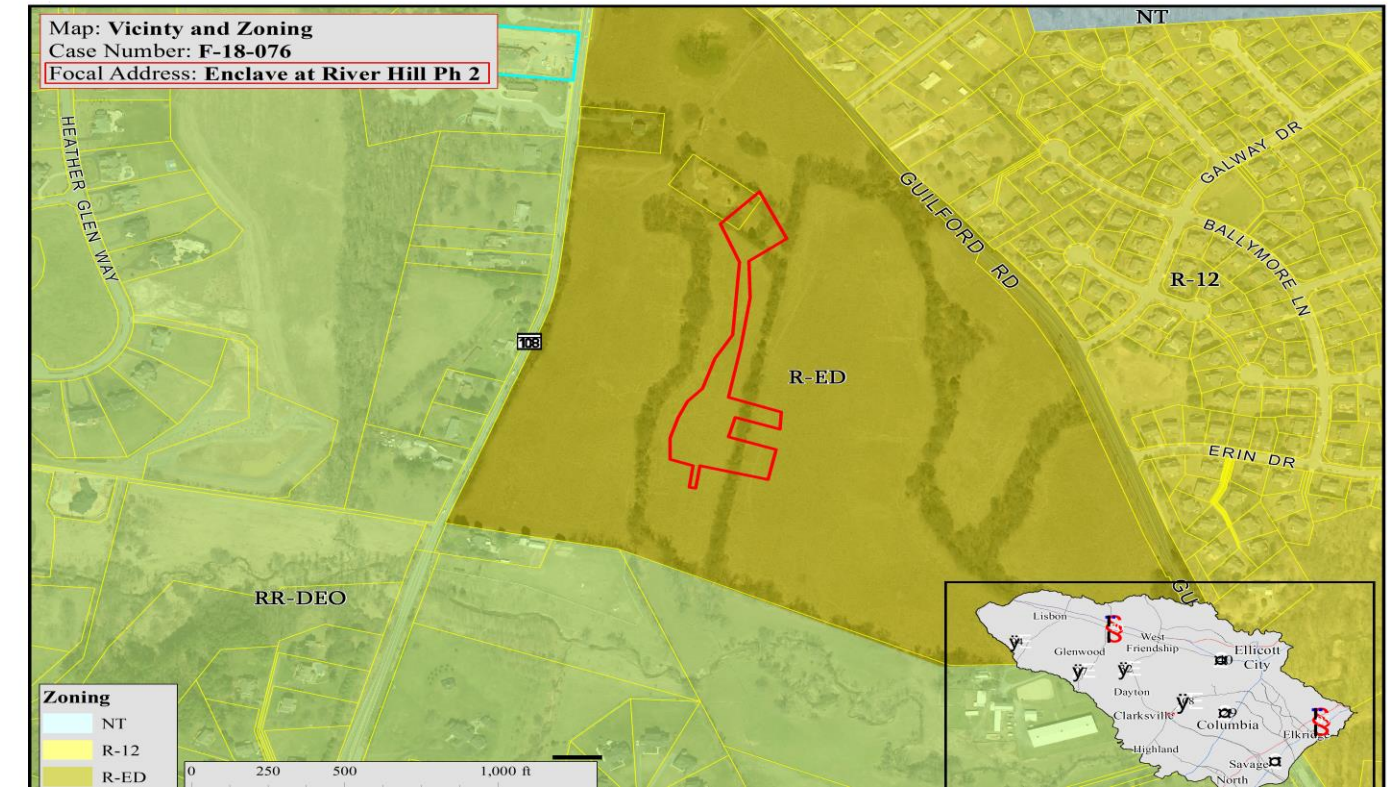 Map: Vicinty and Zoning
Case Number: F-18-076
Focal Address: Enclave at River Hill Ph 2
NT
HEATHER GLEN WAY
GUILFORD RD
GALWAY DR
BALLYMORE LN
R-12
108
R-ED
ERIN DR
RR-DEO
GU
Zoning
NT
R-12
R-ED
0 250 500 1,000 ft
Lisbon
Glenwood
West
Friendship
Ellicott
City
Dayton
Clarksville
Columbia
Elkridge
Highland
Savage
North